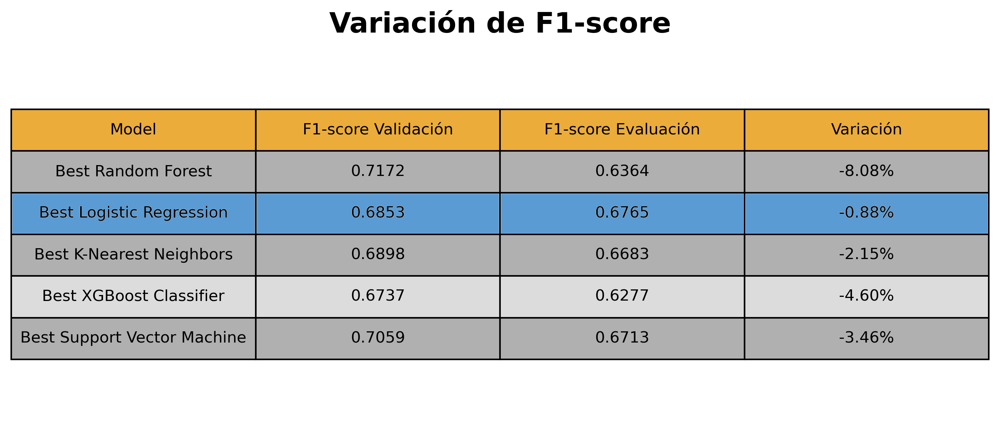 Variación de F1-score
Model F1-score Validación F1-score Evaluación Variación
Best Random Forest 0.7172 0.6364 -8.08%
Best Logistic Regression 0.6853 0.6765 -0.88%
Best K-Nearest Neighbors 0.6898 0.6683 -2.15%
Best XGBoost Classifier 0.6737 0.6277 -4.60%
Best Support Vector Machine 0.7059 0.6713 -3.46%